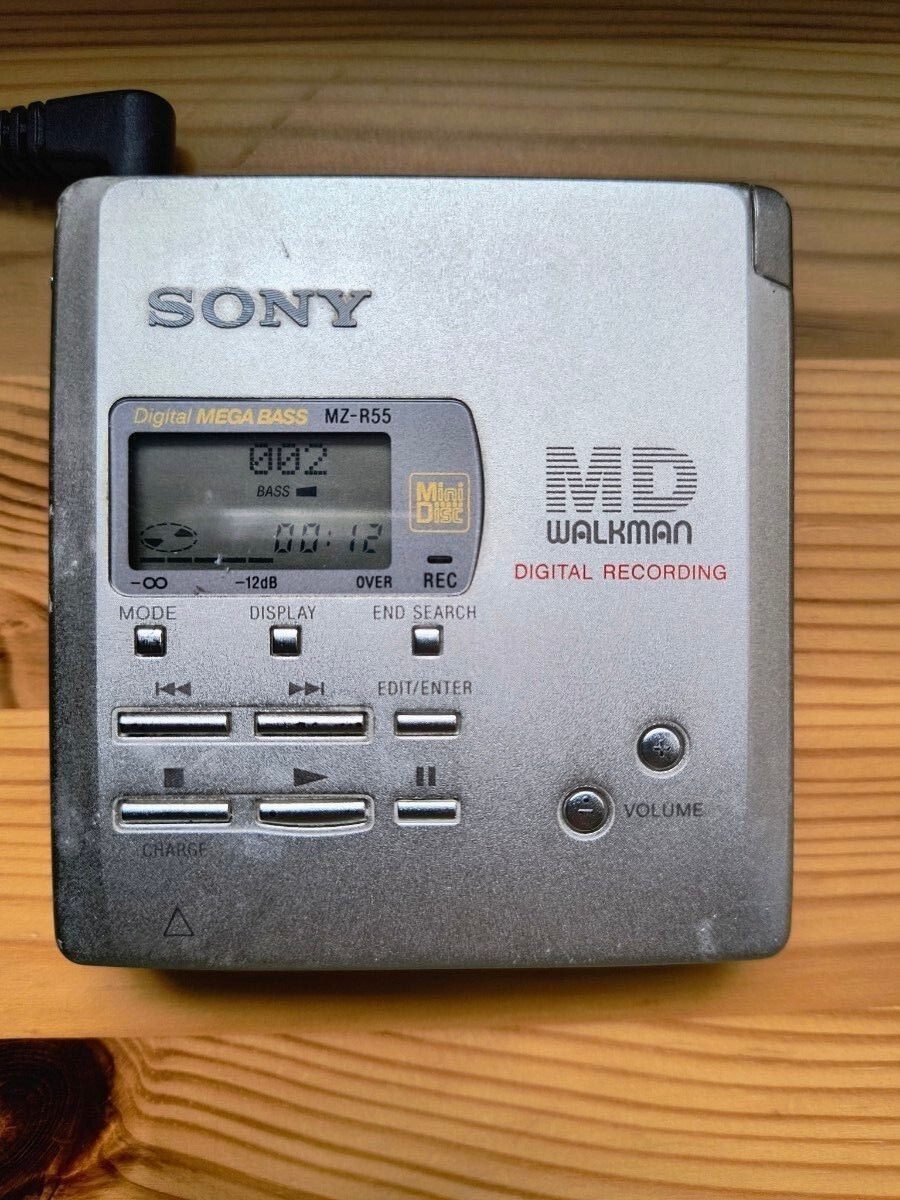 SONY
Digital MEGA BASS MZ-R55
002
BASS
00:12
Mini
Disc
-∞ -12dB OVER REC
MD
WALKMAN
DIGITAL RECORDING
MODE DISPLAY END SEARCH
EDIT/ENTER
+
- VOLUME
CHARGE